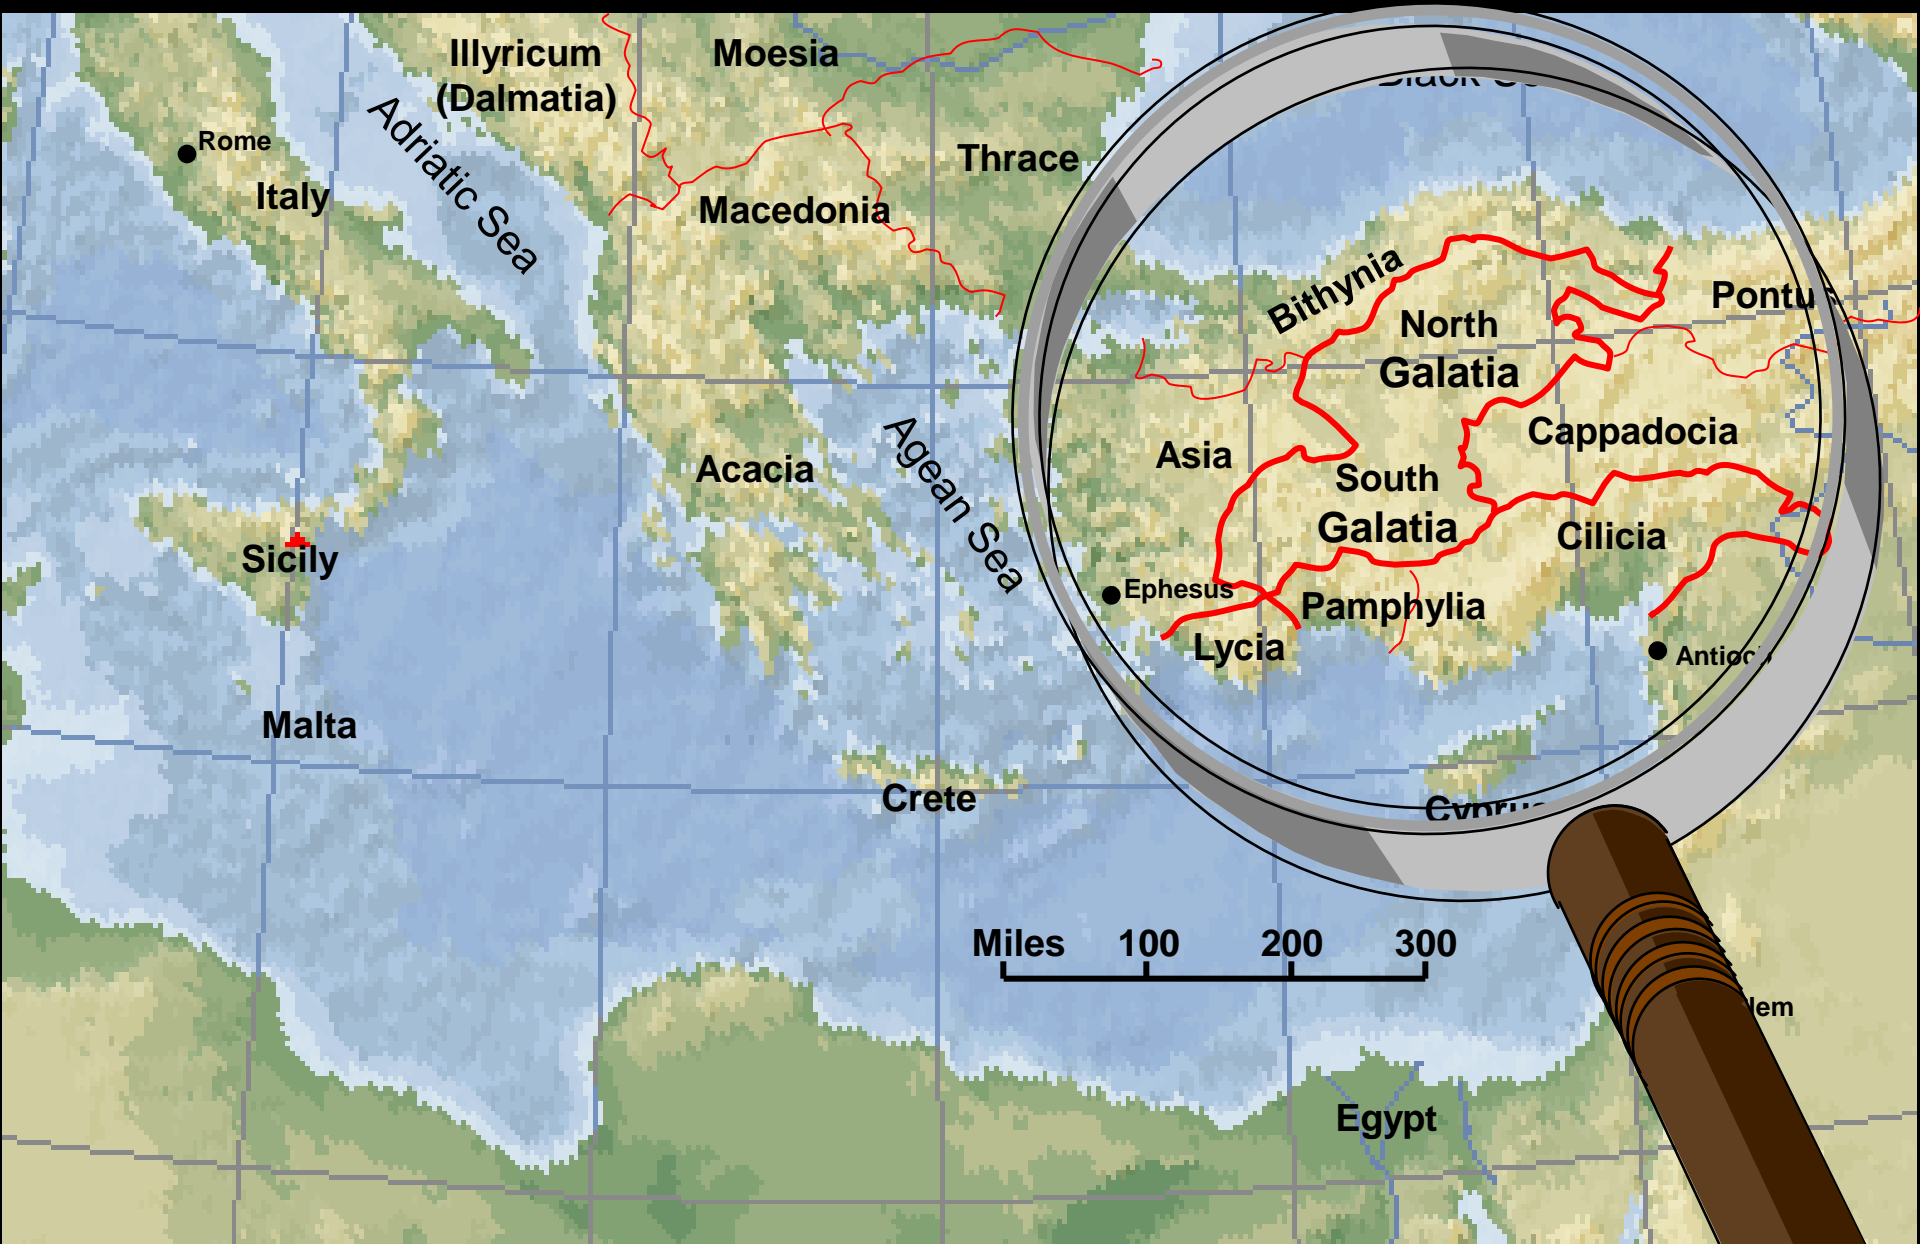 Illyricum
(Dalmatia)
Moesia
Adriatic Sea
Rome
Italy
Thrace
Macedonia
Bithynia
North
Galatia
Cappadocia
Asia
Acacia
Agean Sea
South
Galatia
Cilicia
Sicily
Ephesus
Pamphylia
Lycia
Malta
Crete
Miles 100 200 300
Egypt